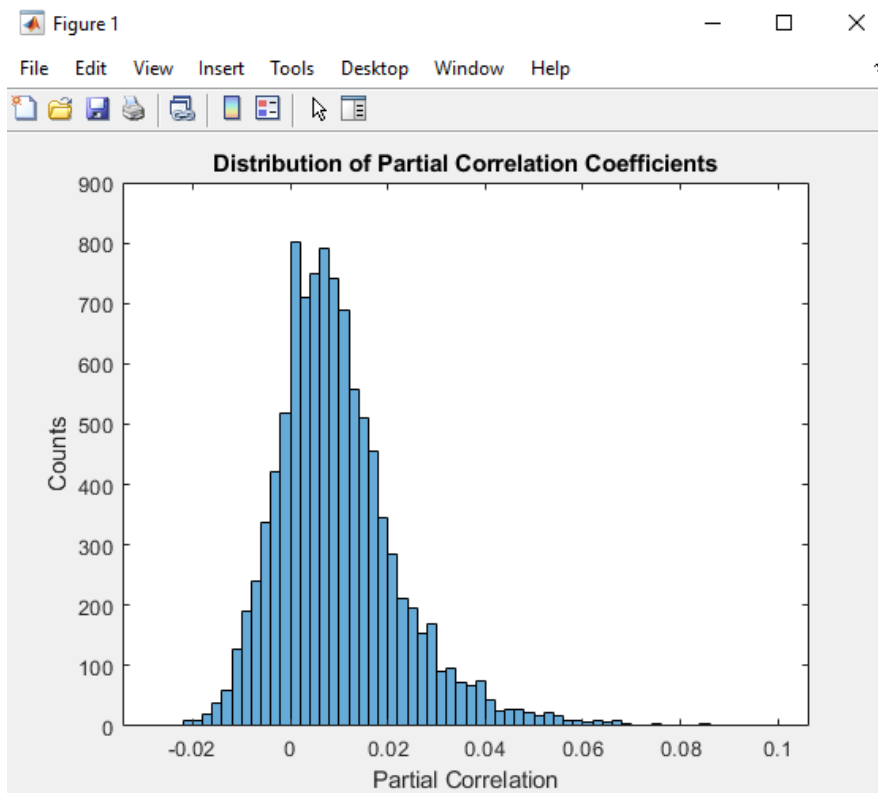 Figure 1
File Edit View Insert Tools Desktop Window Help
Distribution of Partial Correlation Coefficients
900
800
700
600
500
400
300
200
100
0
Counts
-0.02 0 0.02 0.04 0.06 0.08 0.1
Partial Correlation